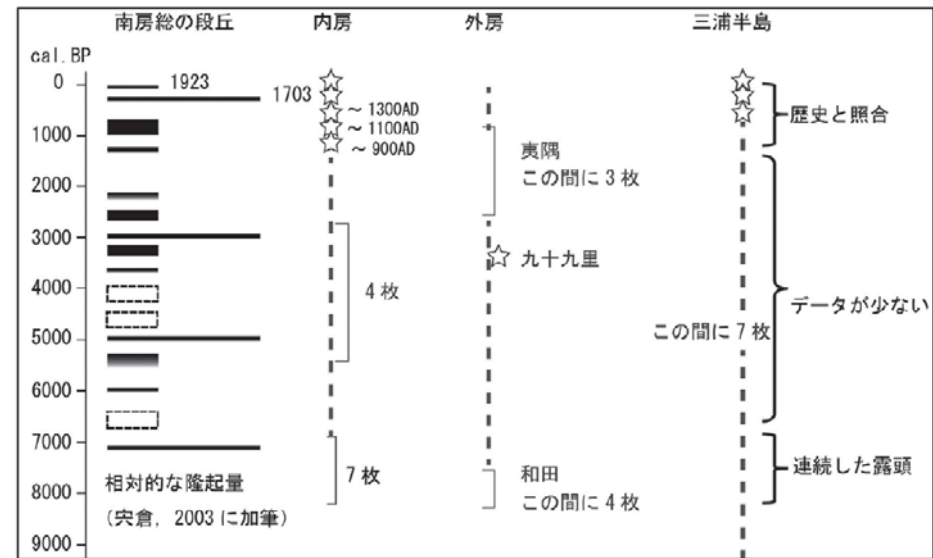 南房総の段丘 内房 外房 三浦半島
cal. BP
0
1000
2000
3000
4000
5000
6000
7000
8000
9000
1923
1703
～1300AD
～1100AD
～900AD
4 枚
7 枚
夷隅
この間に 3 枚
九十九里
和田
この間に 4 枚
この間に 7 枚
歴史と照合
データが少ない
連続した露頭
相対的な隆起量
(宍倉, 2003 に加筆)